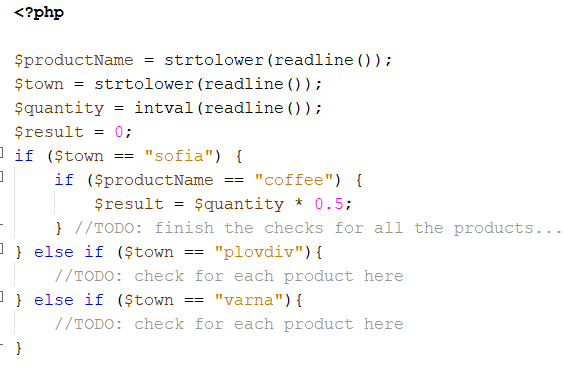 <?php
$productName = strtolower(readline());
$town = strtolower(readline());
$quantity = intval(readline());
$result = 0;
if ($town == "sofia") {
    if ($productName == "coffee") {
        $result = $quantity * 0.5;
    } //TODO: finish the checks for all the products...
} else if ($town == "plovdiv"){
    //TODO: check for each product here
} else if ($town == "varna"){
    //TODO: check for each product here
}